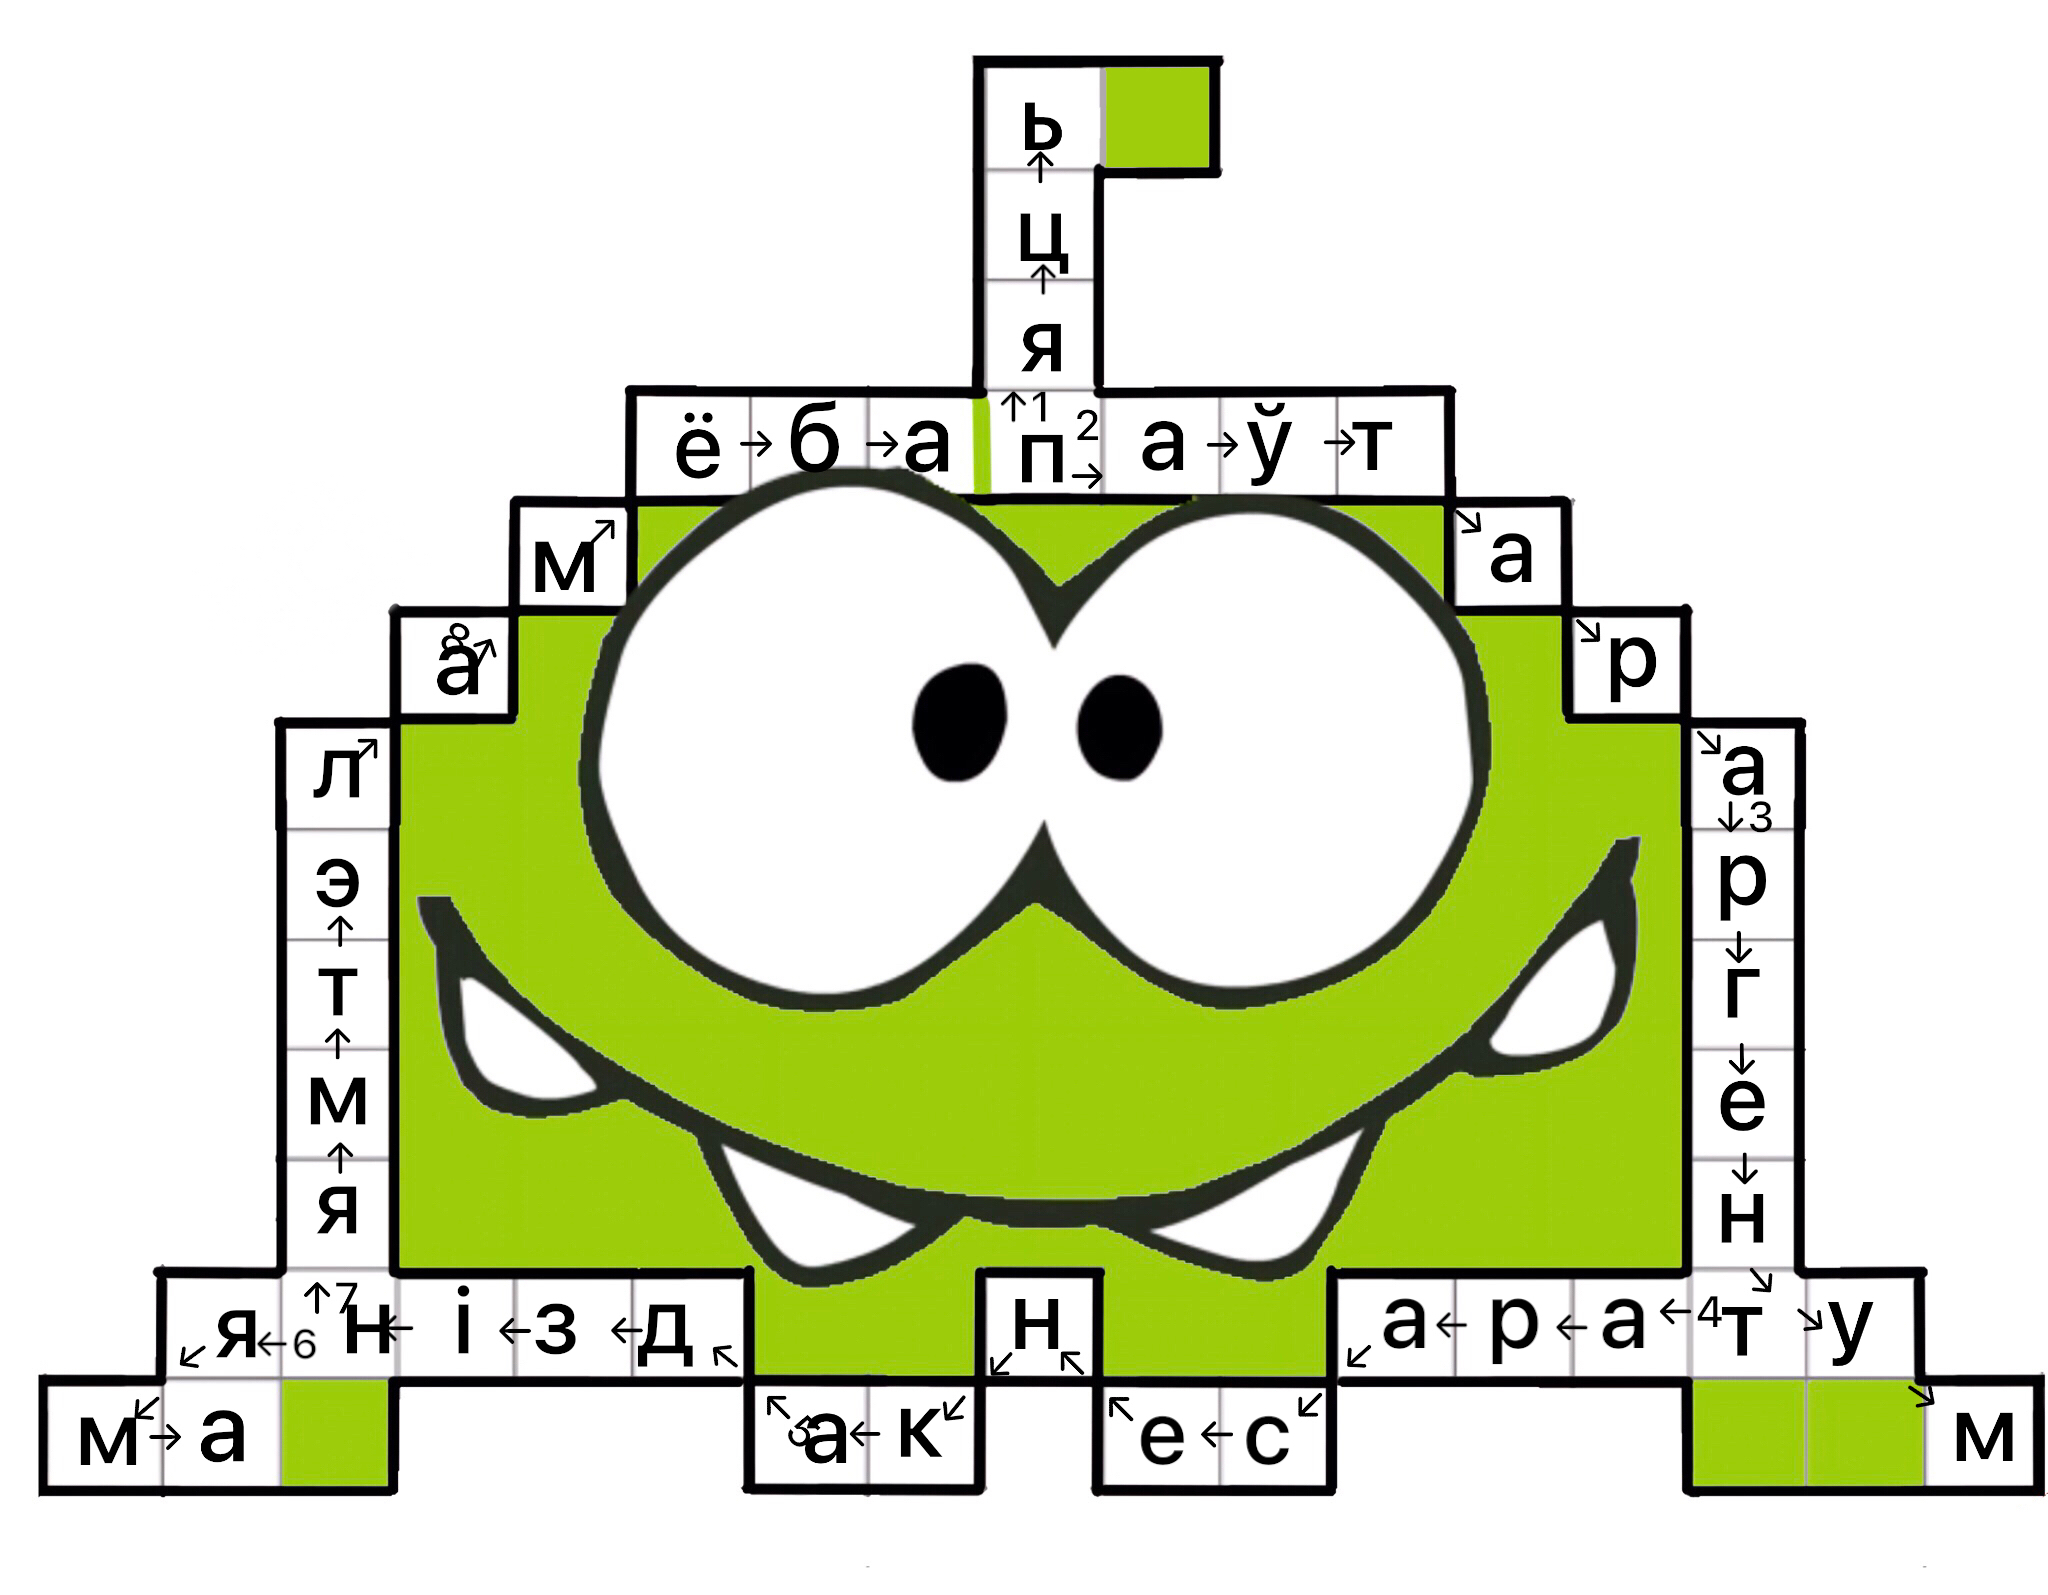 ь
ц
я
ё б а п а ў т
1 2
м а
8
а р
л а
3
э р
т г
м е
я н
я н і з д н а р а т у
6 7 4
м а а к е с м
5